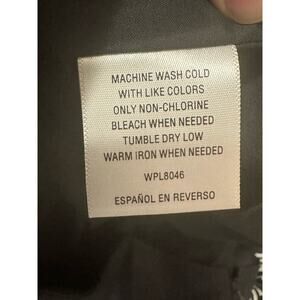 MACHINE WASH COLD
WITH LIKE COLORS
ONLY NON-CHLORINE
BLEACH WHEN NEEDED
TUMBLE DRY LOW
WARM IRON WHEN NEEDED
WPL8046
ESPAÑOL EN REVERSO